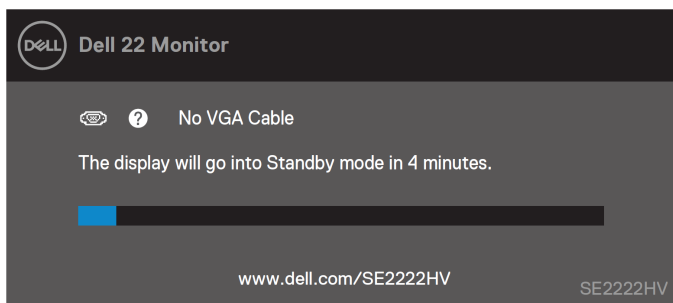 DELL Dell 22 Monitor
? No VGA Cable
The display will go into Standby mode in 4 minutes.
www.dell.com/SE2222HV
SE2222HV